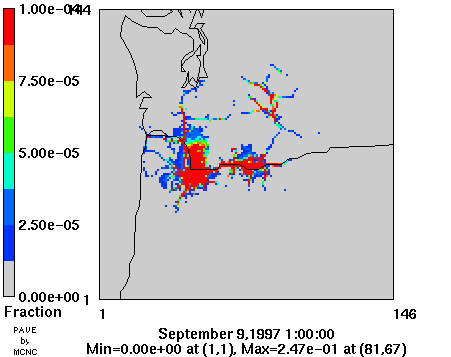 1.00e-04
144
7.50e-05
5.00e-05
2.50e-05
0.00e+00
1
Fraction
1
146
PAVE
by
MCNC
September 9,1997 1:00:00
Min=0.00e+00 at (1,1), Max=2.47e-01 at (81,67)